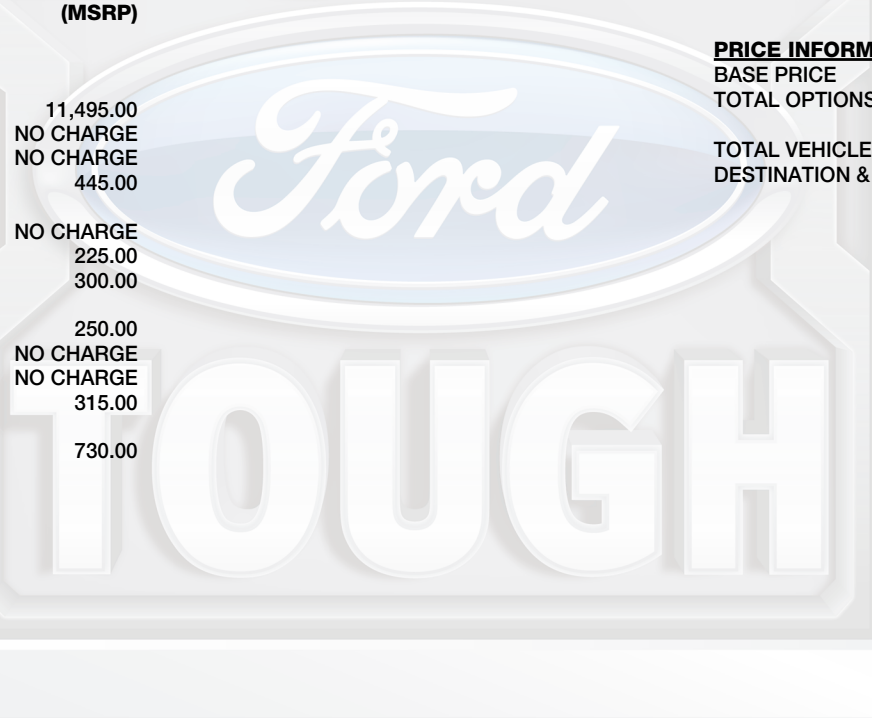 (MSRP)
11,495.00
NO CHARGE
NO CHARGE
445.00
NO CHARGE
225.00
300.00
250.00
NO CHARGE
NO CHARGE
315.00
730.00
PRICE INFORM
BASE PRICE
TOTAL OPTIONS
TOTAL VEHICLE
DESTINATION &
Ford
TOUGH